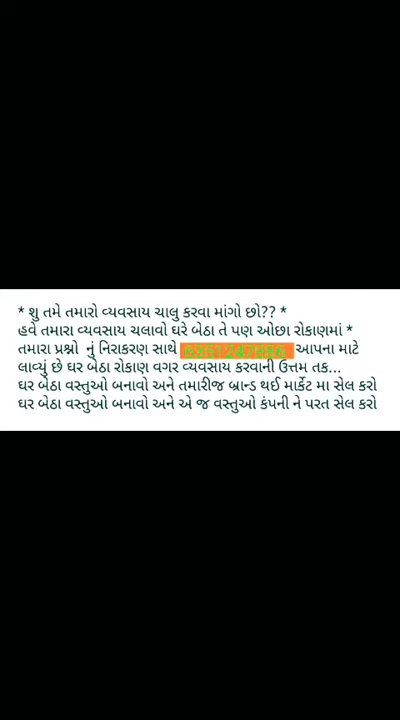 * શુ તમે તમારો વ્યવસાય ચાલુ કરવા માંગો છો?? *
હવે તમારા વ્યવસાય ચલાવો ઘરે બેઠા તે પણ ઓછા રોકાણમાં *
તમારા પ્રશ્નો નું નિરાકરણ સાથે આપના માટે
લાવ્યું છે ઘર બેઠા રોકાણ વગર વ્યવસાય કરવાની ઉત્તમ તક...
ઘર બેઠા વસ્તુઓ બનાવો અને તમારીજ બ્રાન્ડ થઈ માર્કેટ મા સેલ કરો
ઘર બેઠા વસ્તુઓ બનાવો અને એ જ વસ્તુઓ કંપની ને પરત સેલ કરો